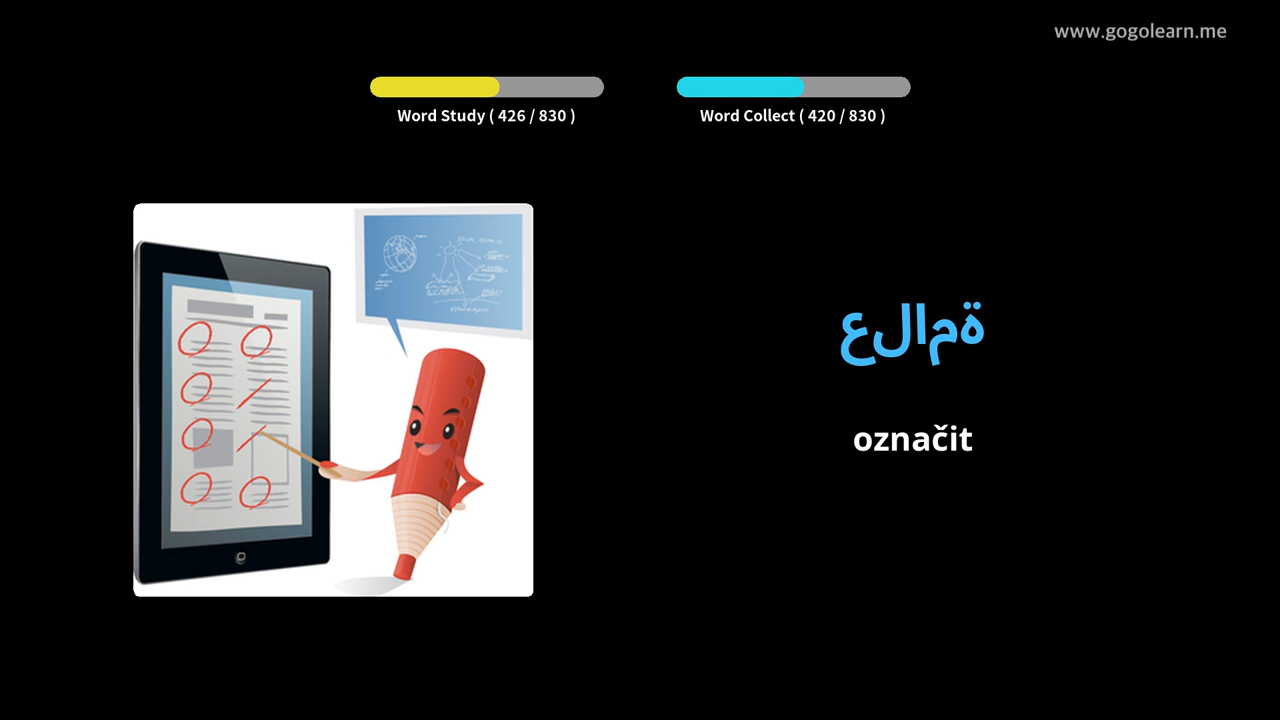 www.gogolearn.me
Word Study ( 426 / 830 )
Word Collect ( 420 / 830 )
علامة
označit